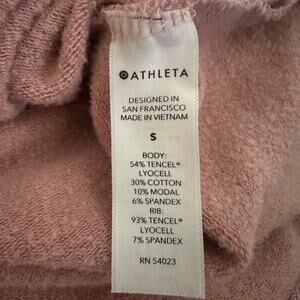 ATHLETA
DESIGNED IN
SAN FRANCISCO
MADE IN VIETNAM
S
BODY:
54% TENCEL®
LYOCELL
30% COTTON
10% MODAL
6% SPANDEX
RIB:
93% TENCEL®
LYOCELL
7% SPANDEX
RN 54023